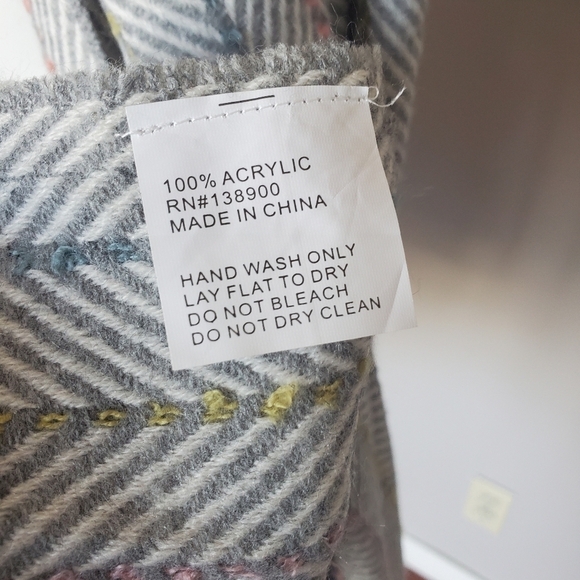 100% ACRYLIC
RN#138900
MADE IN CHINA
HAND WASH ONLY
LAY FLAT TO DRY
DO NOT BLEACH
DO NOT DRY CLEAN